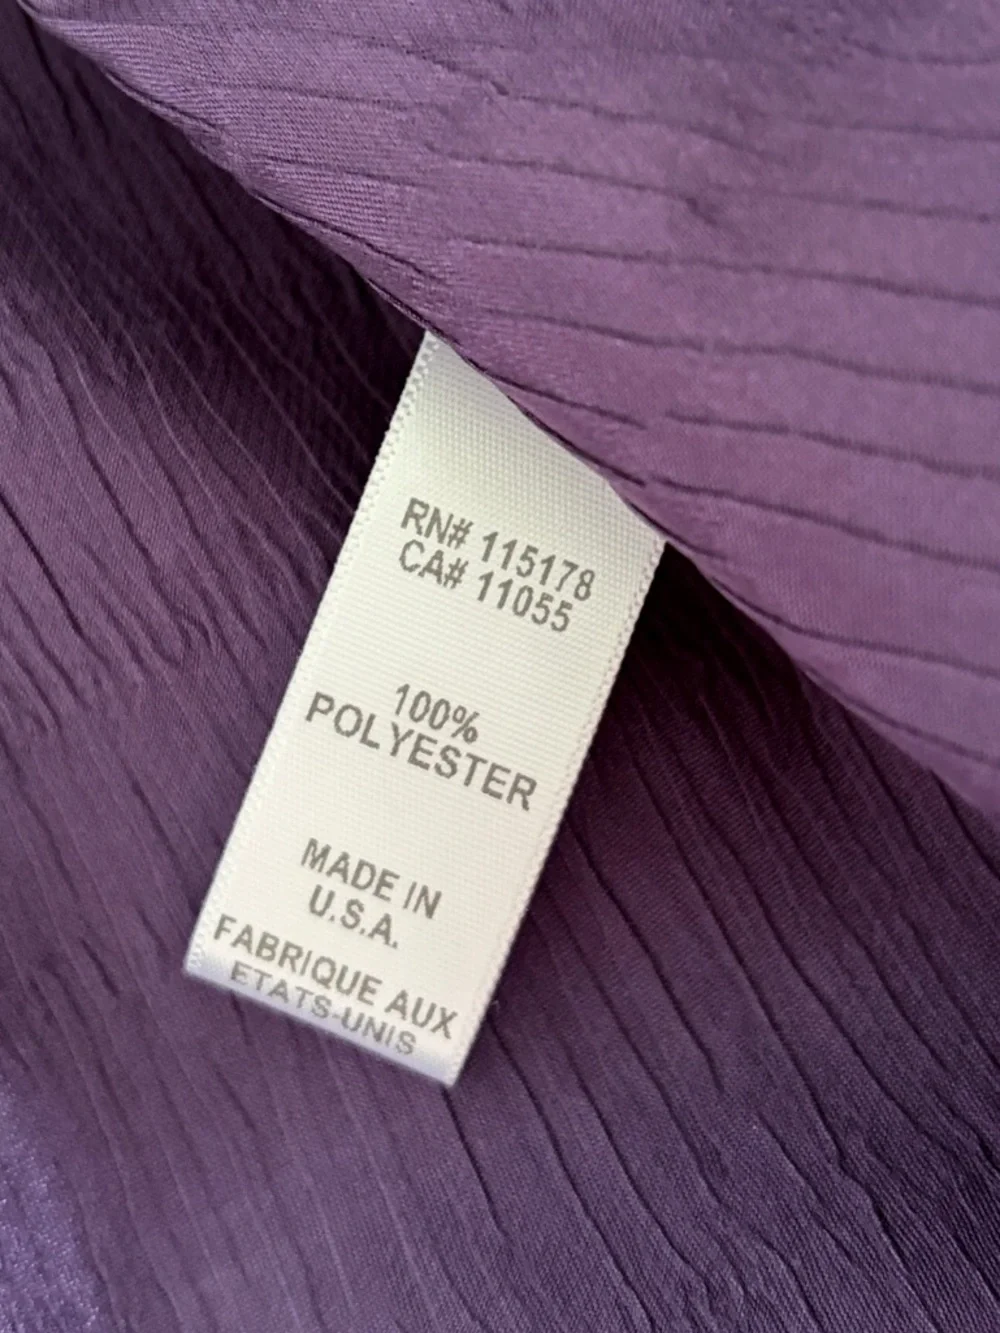 RN# 115178
CA# 11055
100%
POLYESTER
MADE IN
U.S.A.
FABRIQUE AUX
ETATS-UNIS